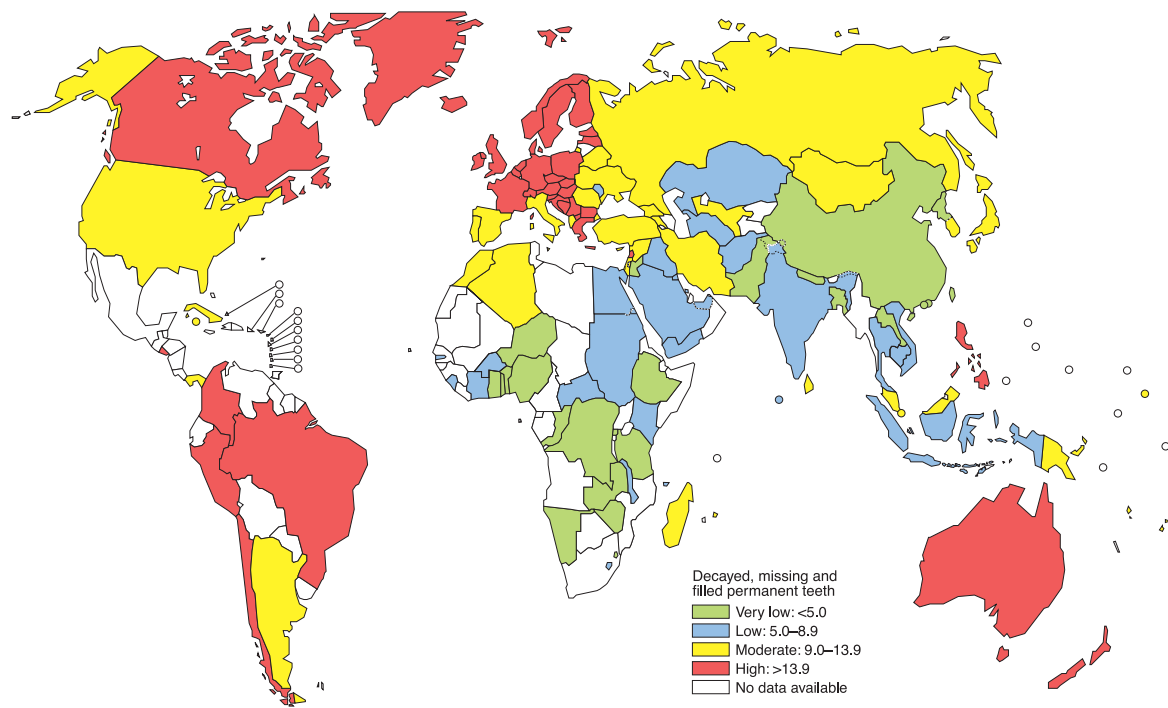 Decayed, missing and
filled permanent teeth
Very low: <5.0
Low: 5.0–8.9
Moderate: 9.0–13.9
High: >13.9
No data available